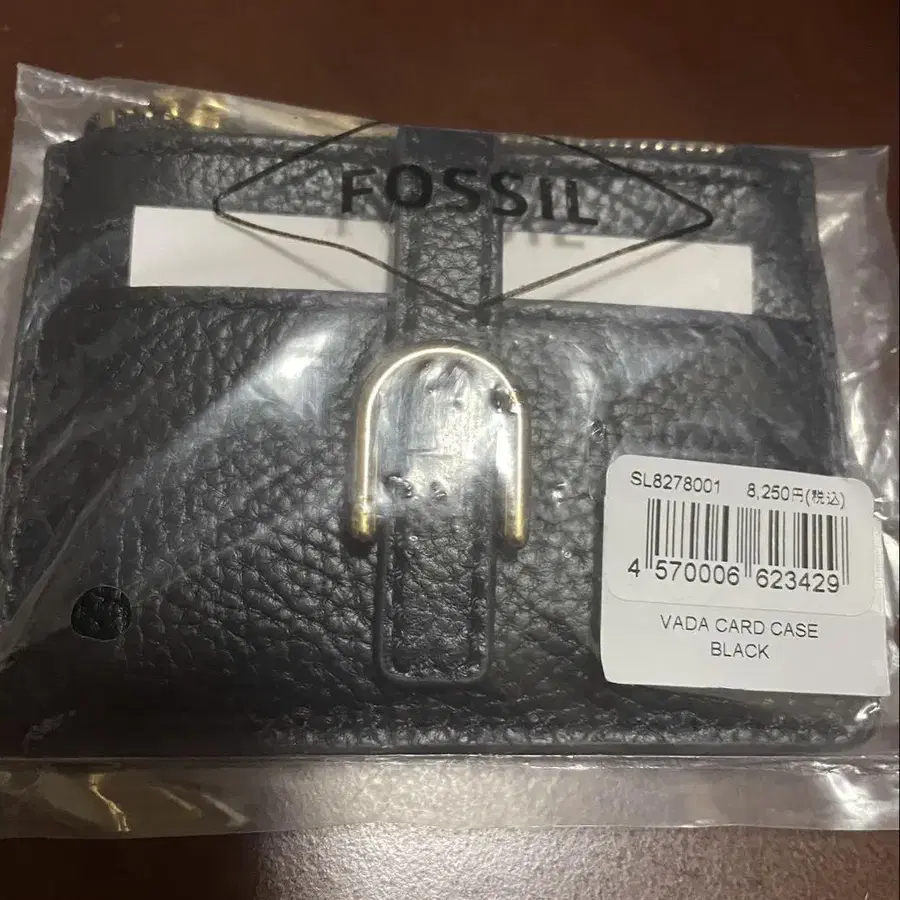 FOSSIL
SL8278001 8,250円(税込)
4 570006 623429
VADA CARD CASE
BLACK